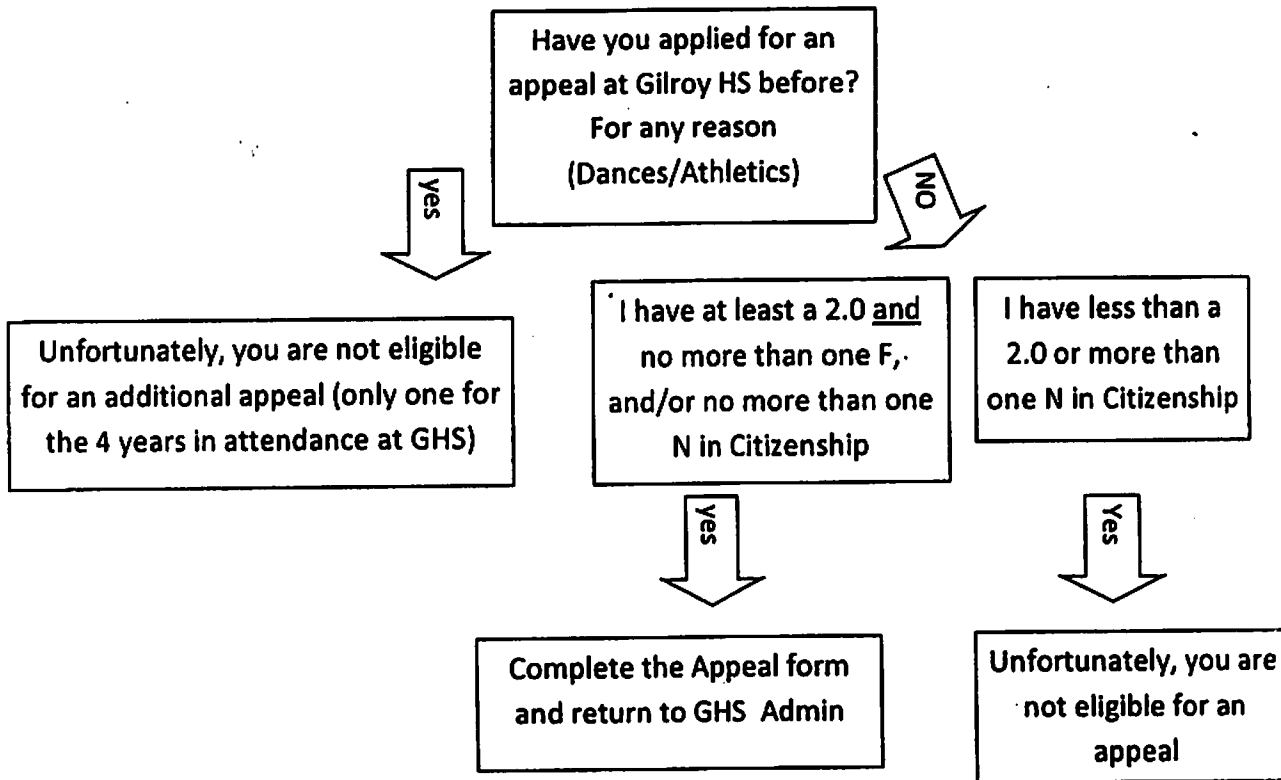 Have you applied for an
appeal at Gilroy HS before?
For any reason
(Dances/Athletics)
yes
NO
Unfortunately, you are not eligible
for an additional appeal (only one for
the 4 years in attendance at GHS)
I have at least a 2.0 and
no more than one F,
and/or no more than one
N in Citizenship
I have less than a
2.0 or more than
one N in Citizenship
yes
Yes
Complete the Appeal form
and return to GHS Admin
Unfortunately, you are
not eligible for an
appeal